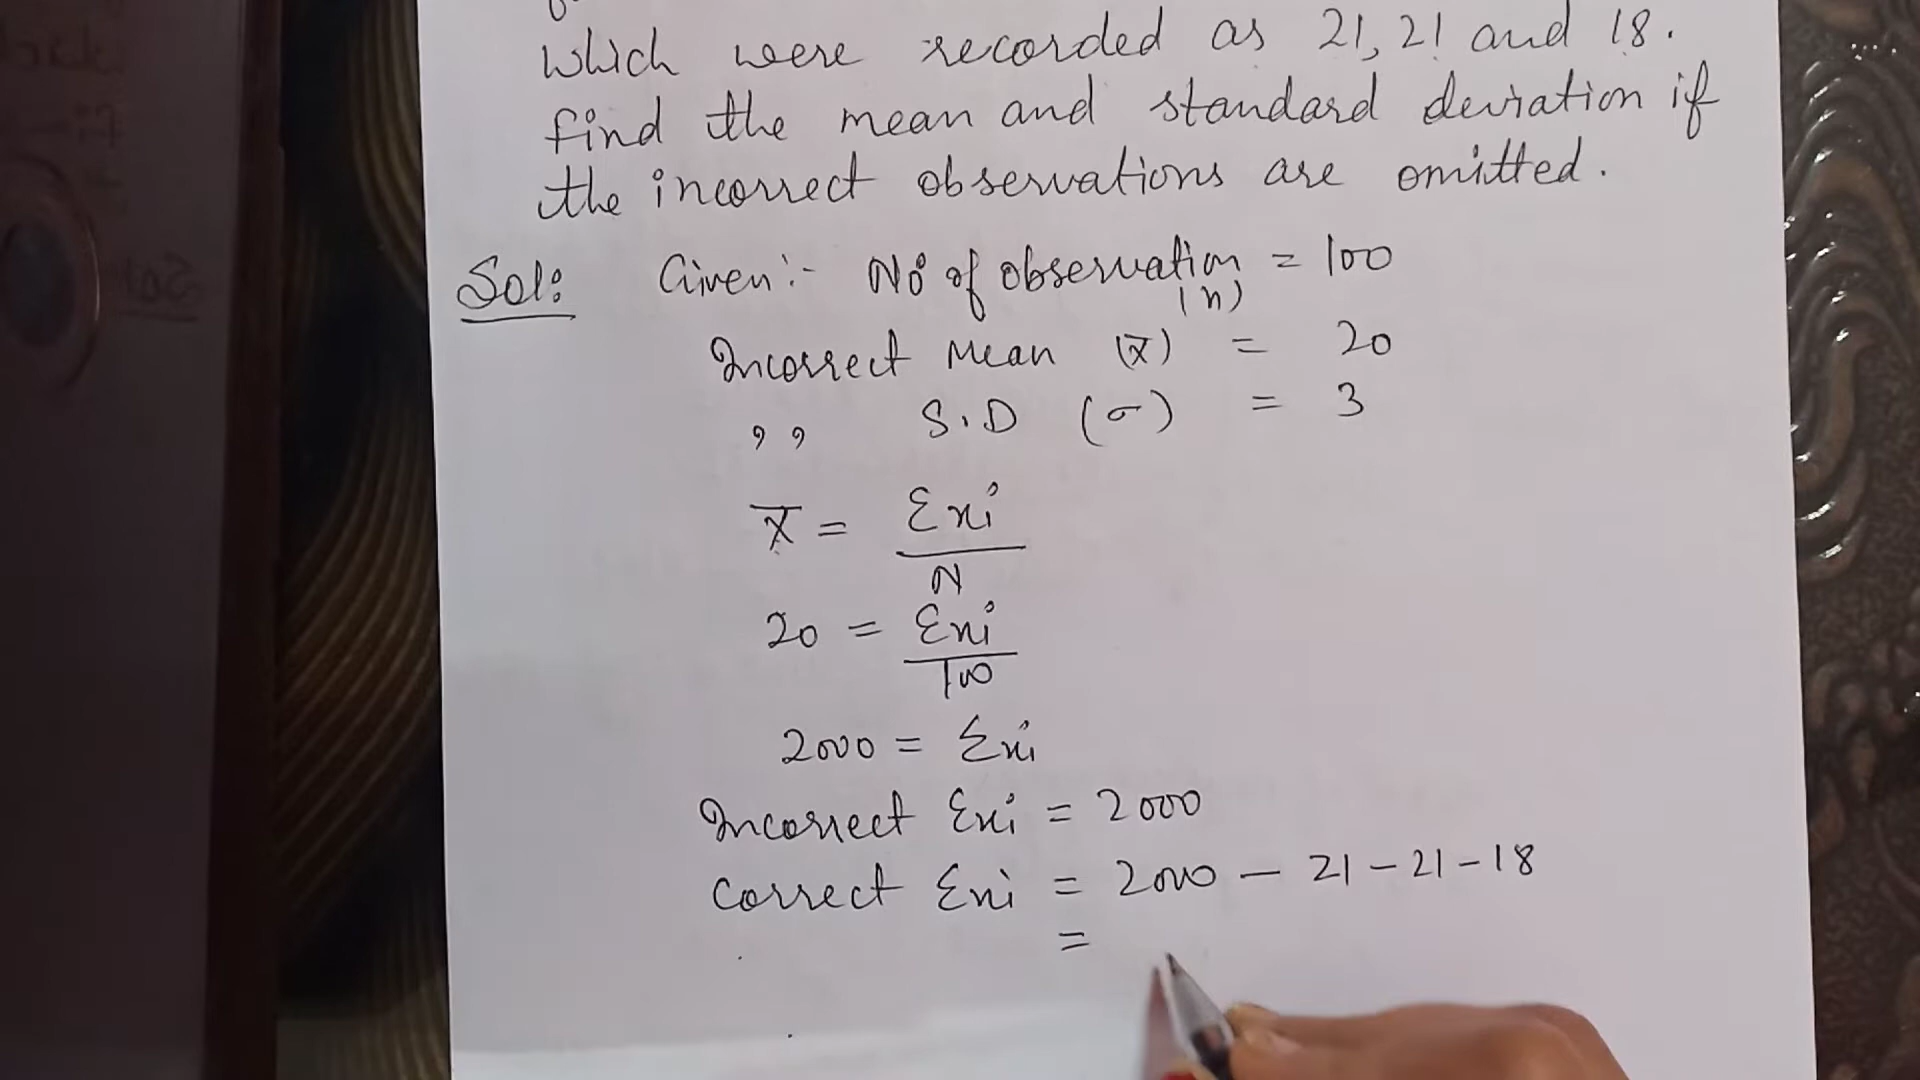 which were recorded as 21, 21 and 18.
find the mean and standard deviation if
the incorrect observations are omitted.
Sol: Given:- No of observation = 100
(n)
Incorrect Mean (x̄) = 20
,, S.D (σ) = 3
X̄ = Σxi
N
20 = Σxi
100
2000 = Σxi
Incorrect Σxi = 2000
Correct Σxi = 2000 - 21 - 21 - 18
=